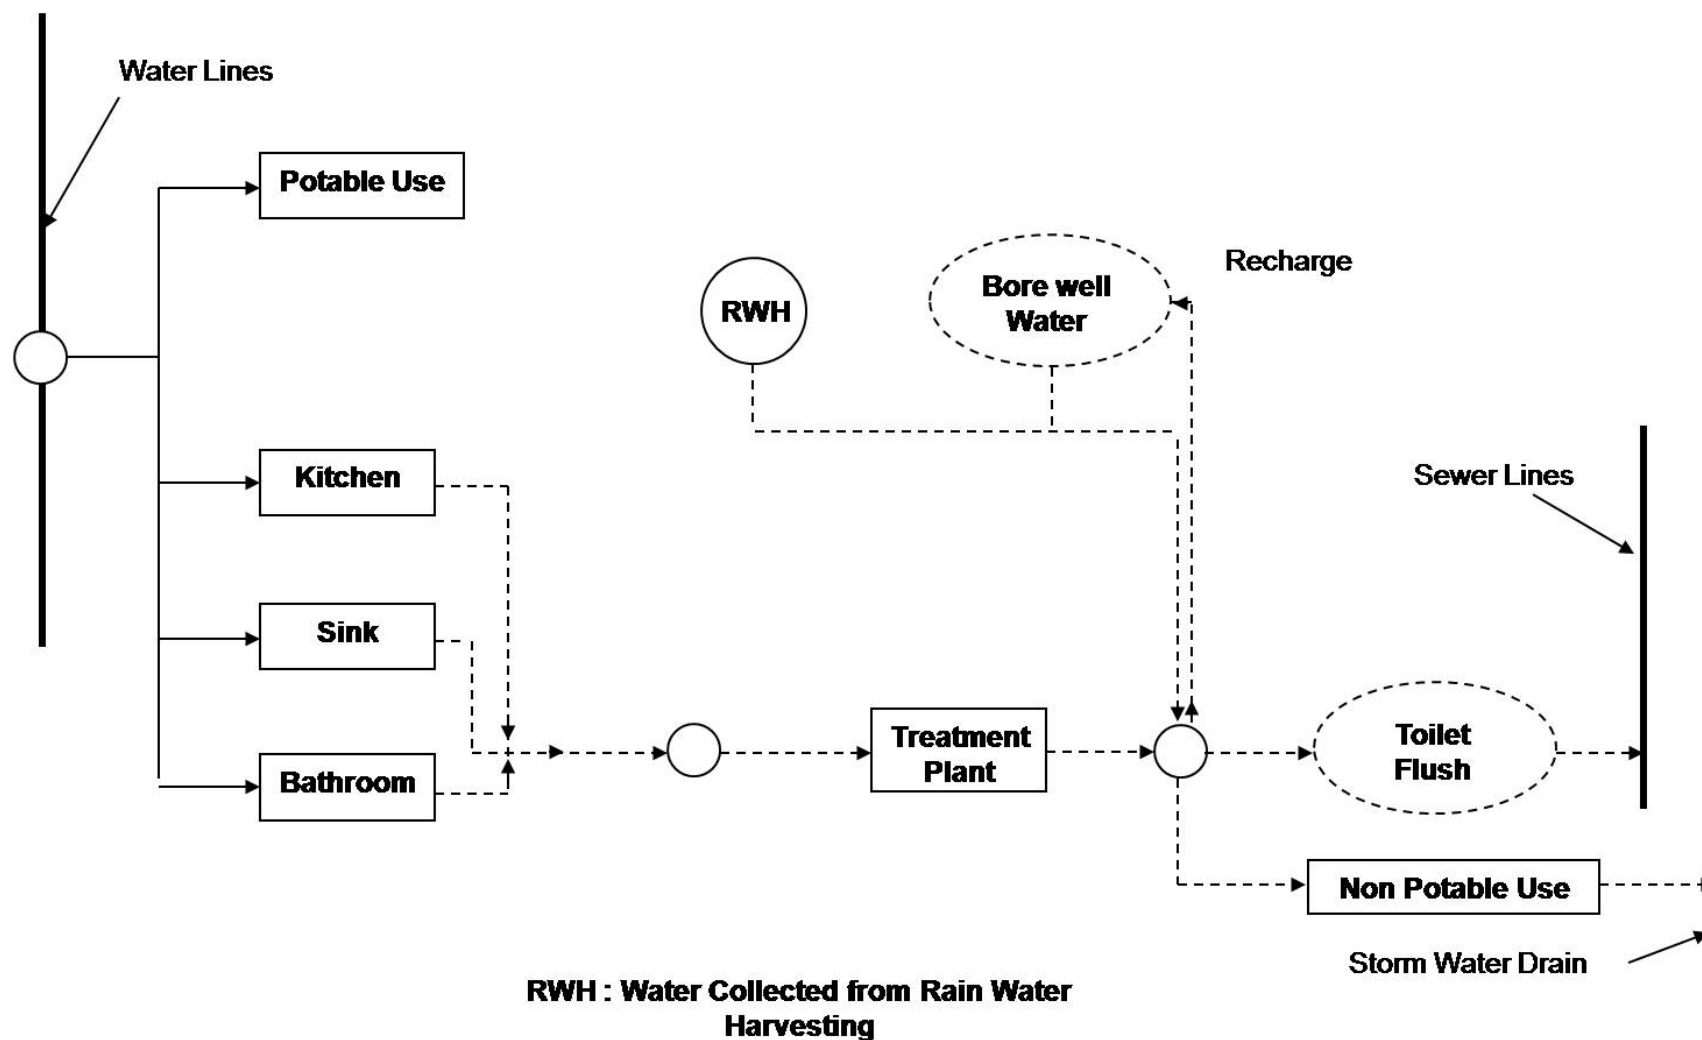 Water Lines
Potable Use
RWH
Bore well
Water
Recharge
Kitchen
Sewer Lines
Sink
Bathroom
Treatment
Plant
Toilet
Flush
Non Potable Use
Storm Water Drain
RWH : Water Collected from Rain Water
Harvesting